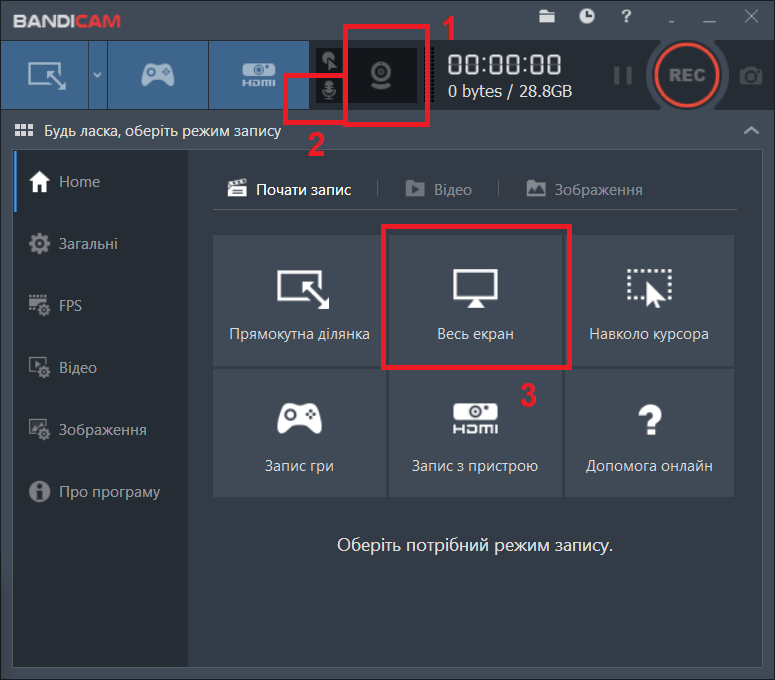 BANDICAM
?
1
HDMI
00:00:00
0 bytes / 28.8GB
REC
2
Будь ласка, оберіть режим запису
Home
Загальні
FPS
Відео
Зображення
Про програму
Почати запис
Відео
Зображення
Прямокутна ділянка
Весь екран
Навколо курсора
3
HDMI
?
Запис гри
Запис з пристрою
Допомога онлайн
Оберіть потрібний режим запису.